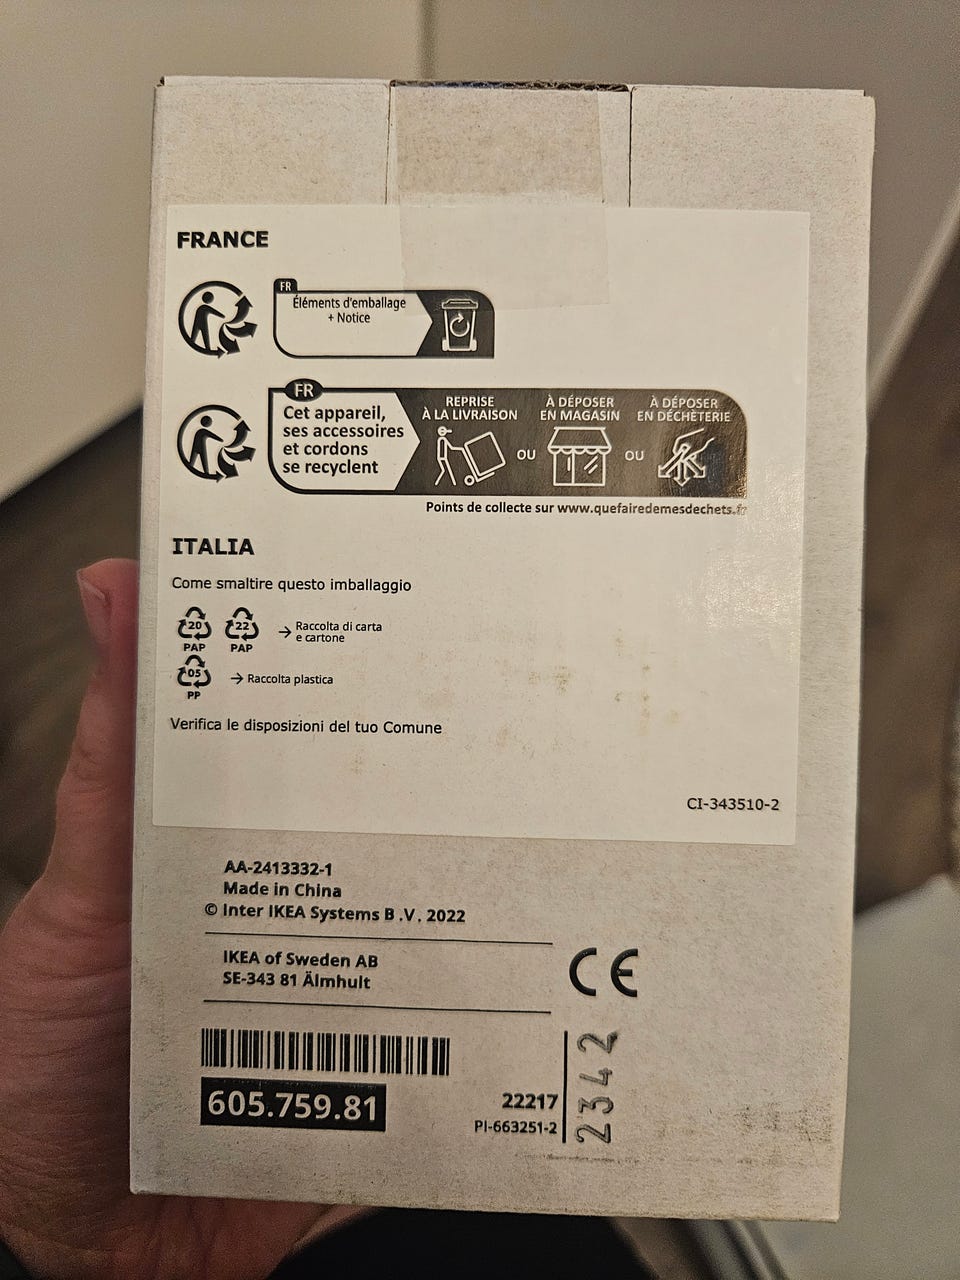 FRANCE
FR
Éléments d'emballage
+ Notice
FR
Cet appareil,
ses accessoires
et cordons
se recyclent
REPRISE
À LA LIVRAISON
OU
À DÉPOSER
EN MAGASIN
OU
À DÉPOSER
EN DÉCHÈTERIE
Points de collecte sur www.quefairedemesdechets.fr
ITALIA
Come smaltire questo imballaggio
20
PAP
22
PAP
→ Raccolta di carta
e cartone
05
PP
→ Raccolta plastica
Verifica le disposizioni del tuo Comune
CI-343510-2
AA-2413332-1
Made in China
© Inter IKEA Systems B.V. 2022
IKEA of Sweden AB
SE-343 81 Älmhult
CE
605.759.81
22217
PI-663251-2
2342